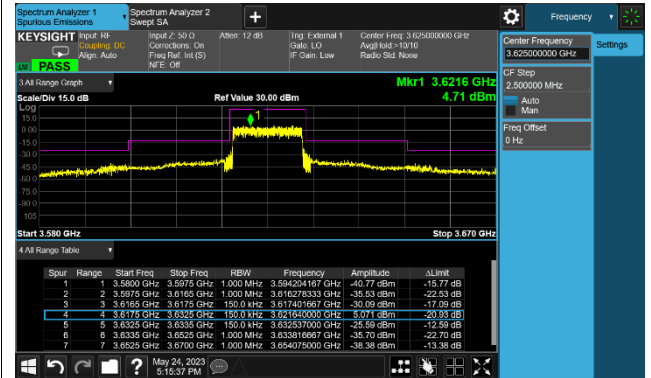 Spectrum Analyzer 1
Spurious Emissions
Spectrum Analyzer 2
Swept SA
+
Frequency
KEYSIGHT
Input: RF
Coupling: DC
Align: Auto
Input Z: 50 Ω
Corrections: On
Freq Ref: Int (S)
NFE: Off
Atten: 12 dB
Trig: External 1
Gate: LO
IF Gain: Low
Center Freq: 3.625000000 GHz
Avg|Hold:>10/10
Radio Std: None
LVI PASS
Center Frequency
3.625000000 GHz
Settings
CF Step
2.500000 MHz
Auto
Man
Freq Offset
0 Hz
3 All Range Graph
Mkr1 3.6216 GHz
Scale/Div 15.0 dB
Ref Value 30.00 dBm
4.71 dBm
Log
15.0
0.00
-15.0
-30.0
-45.0
-60.0
-75.0
-90.0
-105
1
Start 3.580 GHz
Stop 3.670 GHz
4 All Range Table
Spur Range Start Freq Stop Freq RBW Frequency Amplitude ΔLimit
1 1 3.5800 GHz 3.5975 GHz 1.000 MHz 3.594204167 GHz -40.77 dBm -15.77 dB
2 2 3.5975 GHz 3.6165 GHz 1.000 MHz 3.616278333 GHz -35.53 dBm -22.53 dB
3 3 3.6165 GHz 3.6175 GHz 150.0 kHz 3.617401667 GHz -30.09 dBm -17.09 dB
4 4 3.6175 GHz 3.6325 GHz 150.0 kHz 3.621640000 GHz 5.071 dBm -20.93 dB
5 5 3.6325 GHz 3.6335 GHz 150.0 kHz 3.632537000 GHz -25.59 dBm -12.59 dB
6 6 3.6335 GHz 3.6525 GHz 1.000 MHz 3.633816667 GHz -35.70 dBm -22.70 dB
7 7 3.6525 GHz 3.6700 GHz 1.000 MHz 3.654075000 GHz -38.38 dBm -13.38 dB
May 24, 2023
5:15:37 PM